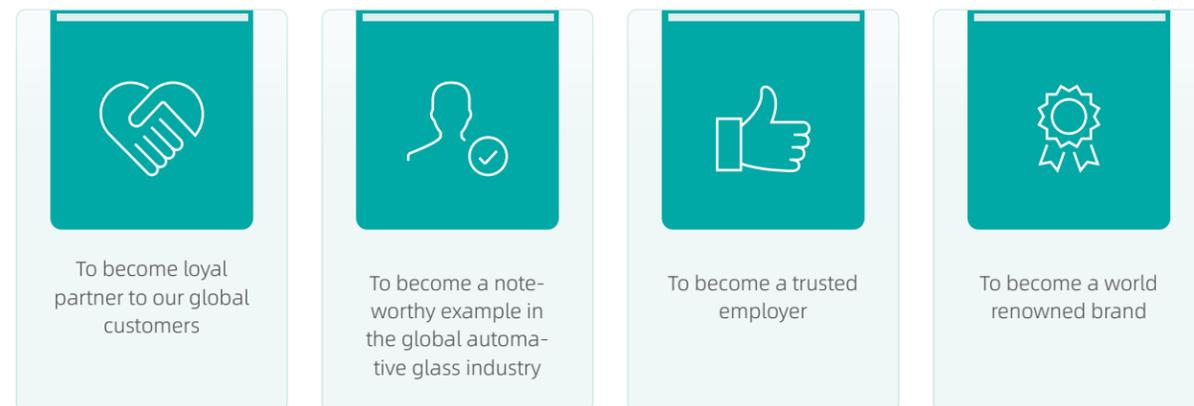 To become loyal
partner to our global
customers
To become a note-
worthy example in
the global automa-
tive glass industry
To become a trusted
employer
To become a world
renowned brand